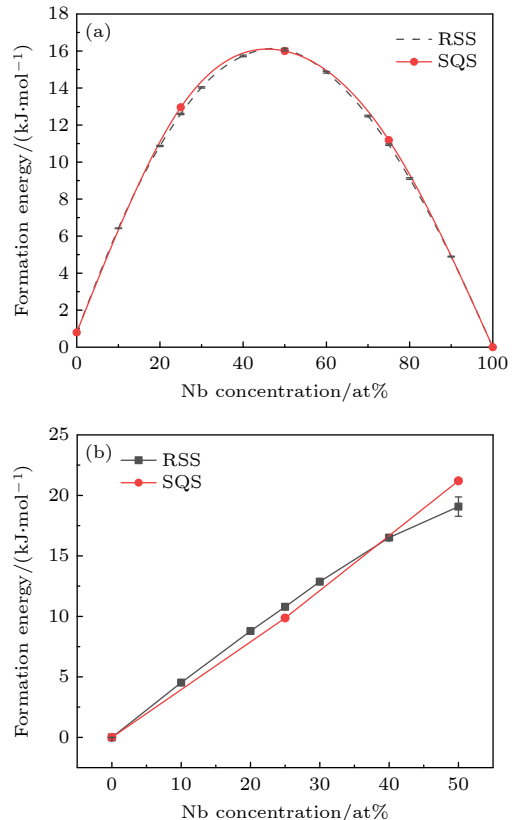 (a)
RSS
SQS
18
16
14
12
10
8
6
4
2
0
Formation energy/(kJ·mol⁻¹)
0 20 40 60 80 100
Nb concentration/at%
(b)
RSS
SQS
25
20
15
10
5
0
Formation energy/(kJ·mol⁻¹)
0 10 20 30 40 50
Nb concentration/at%